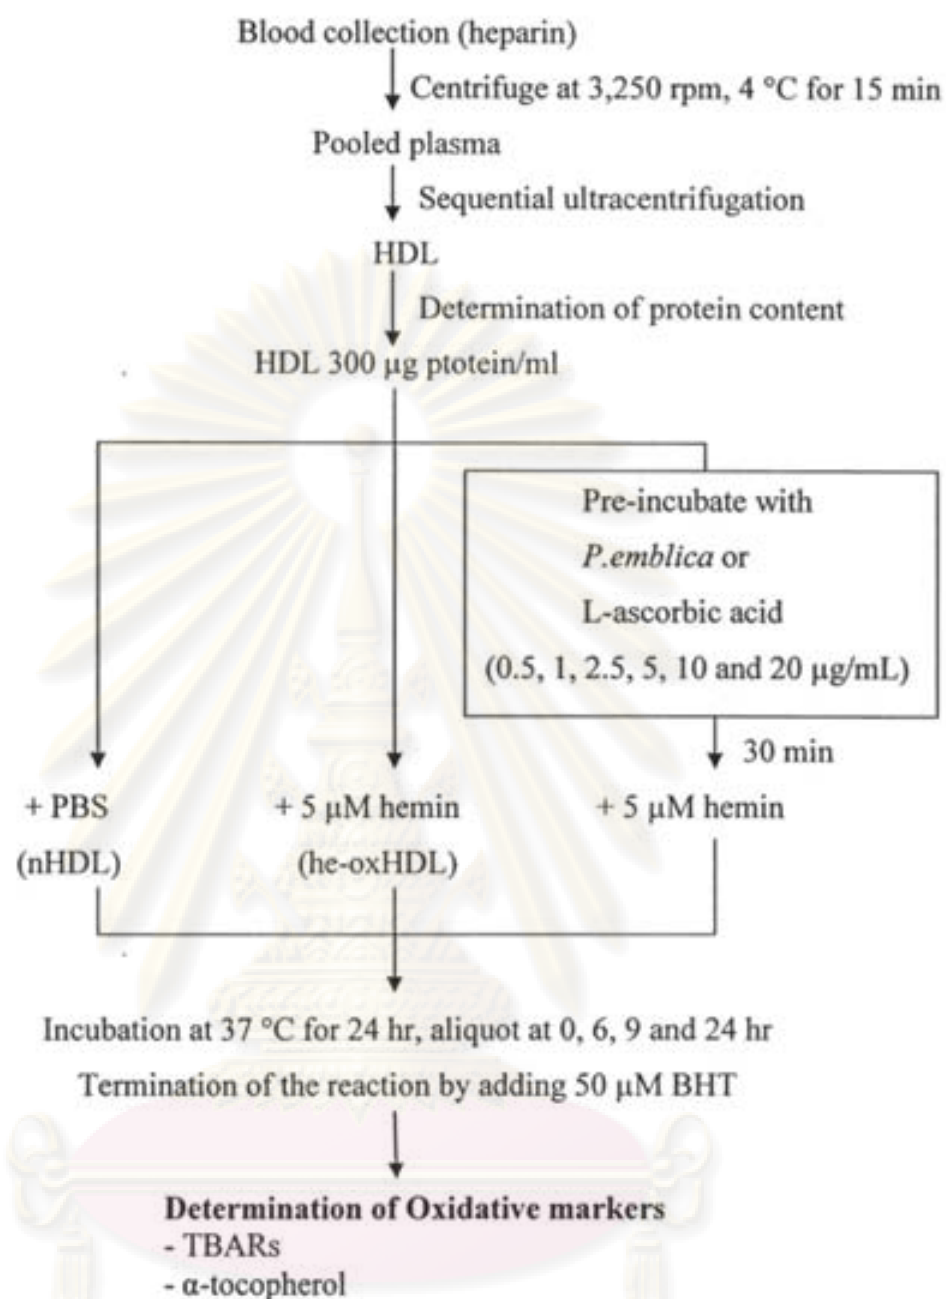 Blood collection (heparin)
Centrifuge at 3,250 rpm, 4 °C for 15 min
Pooled plasma
Sequential ultracentrifugation
HDL
Determination of protein content
HDL 300 μg ptotein/ml
Pre-incubate with
P.emblica or
L-ascorbic acid
(0.5, 1, 2.5, 5, 10 and 20 μg/mL)
30 min
+ PBS
(nHDL)
+ 5 μM hemin
(he-oxHDL)
+ 5 μM hemin
Incubation at 37 °C for 24 hr, aliquot at 0, 6, 9 and 24 hr
Termination of the reaction by adding 50 μM BHT
Determination of Oxidative markers
- TBARs
- α-tocopherol